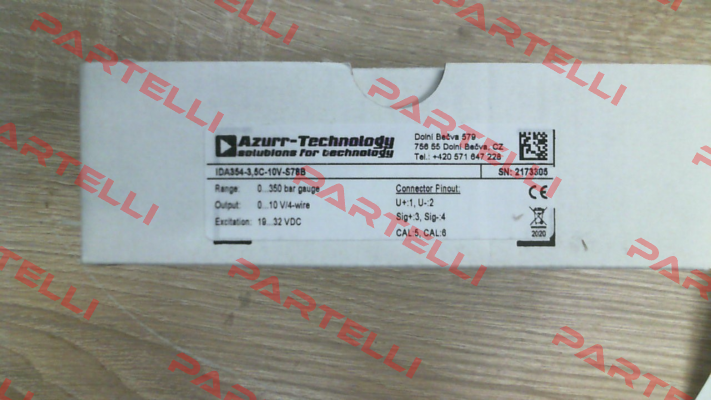 Azurr-Technology
solutions for technology
Dolní Bečva 579
756 55 Dolní Bečva, CZ
Tel.: +420 571 647 228
IDA354-3,5C-10V-S78B
SN: 2173305
Range: 0...350 bar gauge
Output: 0...10 V/4-wire
Excitation: 19...32 VDC
Connector Pinout:
U+:1, U-:2
Sig+:3, Sig-:4
CAL:5, CAL:6
CE
2020
PARTELLI
PARTELLI
PARTELLI
PARTELLI
PARTELLI
PARTELLI